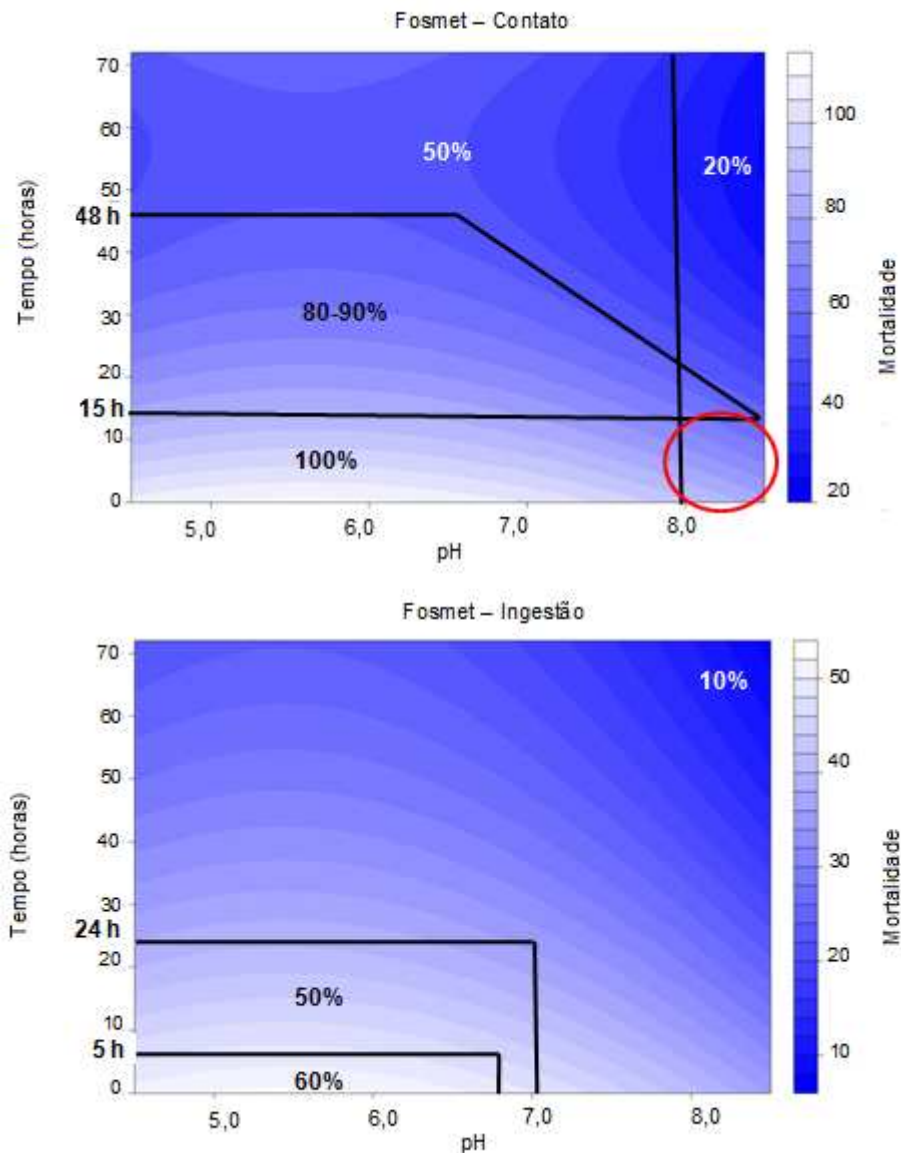 Fosmet – Contato
70
60
50
48 h
40
30
20
15 h
10
0
Tempo (horas)
50%
20%
80-90%
100%
5,0 6,0 7,0 8,0
pH
100
80
60
40
20
Mortalidade
Fosmet – Ingestão
70
60
50
40
30
24 h
20
10
5 h
0
Tempo (horas)
10%
50%
60%
5,0 6,0 7,0 8,0
pH
50
40
30
20
10
Mortalidade